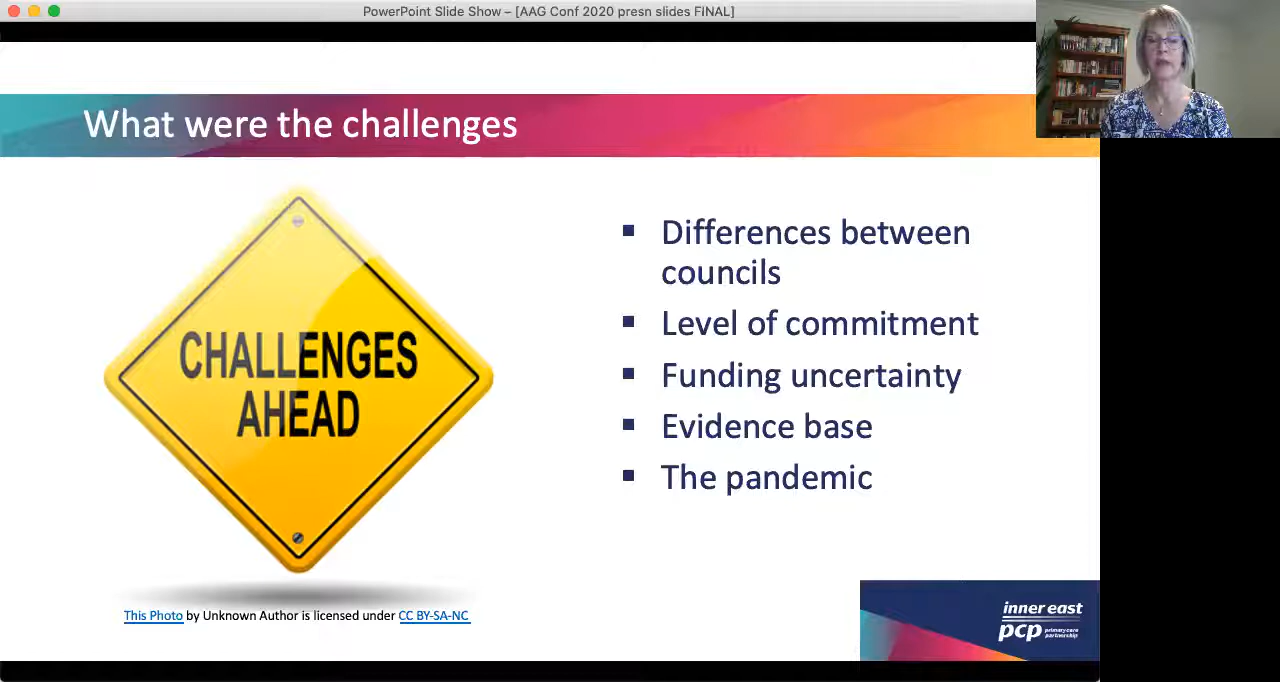 PowerPoint Slide Show – [AAG Conf 2020 presn slides FINAL]
What were the challenges
CHALLENGES
AHEAD
▪ Differences between
councils
▪ Level of commitment
▪ Funding uncertainty
▪ Evidence base
▪ The pandemic
This Photo by Unknown Author is licensed under CC BY-SA-NC
inner east
pcp primary care
partnership